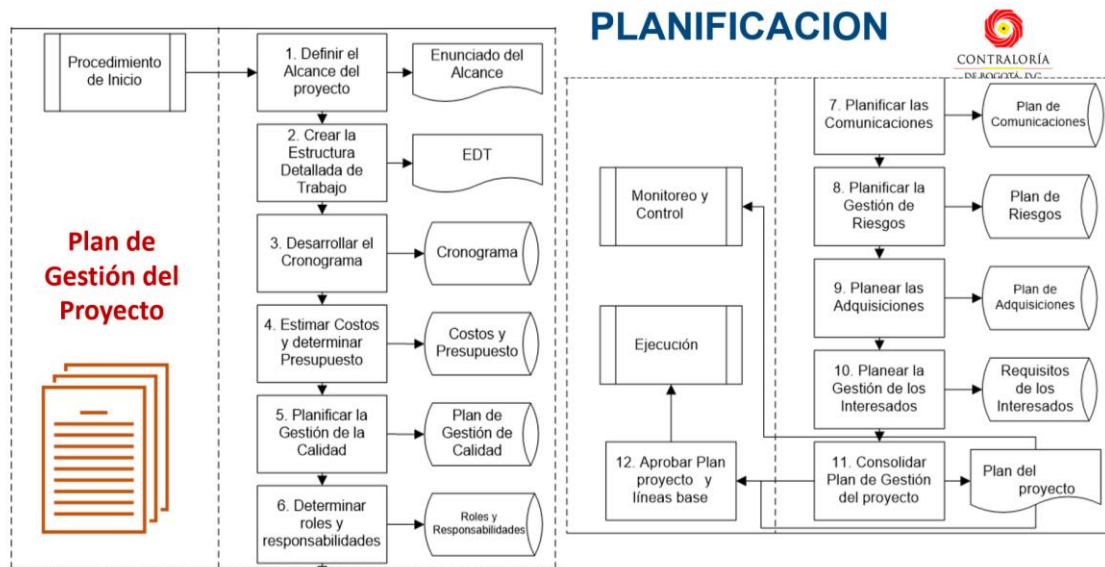 PLANIFICACION
CONTRALORÍA
DE BOGOTÁ, D.C.
Procedimiento
de Inicio
1. Definir el
Alcance del
proyecto
Enunciado del
Alcance
2. Crear la
Estructura
Detallada de
Trabajo
EDT
Plan de
Gestión del
Proyecto
3. Desarrollar el
Cronograma
Cronograma
4. Estimar Costos
y determinar
Presupuesto
Costos y
Presupuesto
5. Planificar la
Gestión de la
Calidad
Plan de
Gestión de
Calidad
6. Determinar
roles y
responsabilidades
Roles y
Responsabilidades
7. Planificar las
Comunicaciones
Plan de
Comunicaciones
Monitoreo y
Control
8. Planificar la
Gestión de
Riesgos
Plan de
Riesgos
9. Planear las
Adquisiciones
Plan de
Adquisiciones
Ejecución
10. Planear la
Gestión de los
Interesados
Requisitos
de los
Interesados
12. Aprobar Plan
proyecto y
líneas base
11. Consolidar
Plan de Gestión
del proyecto
Plan del
proyecto